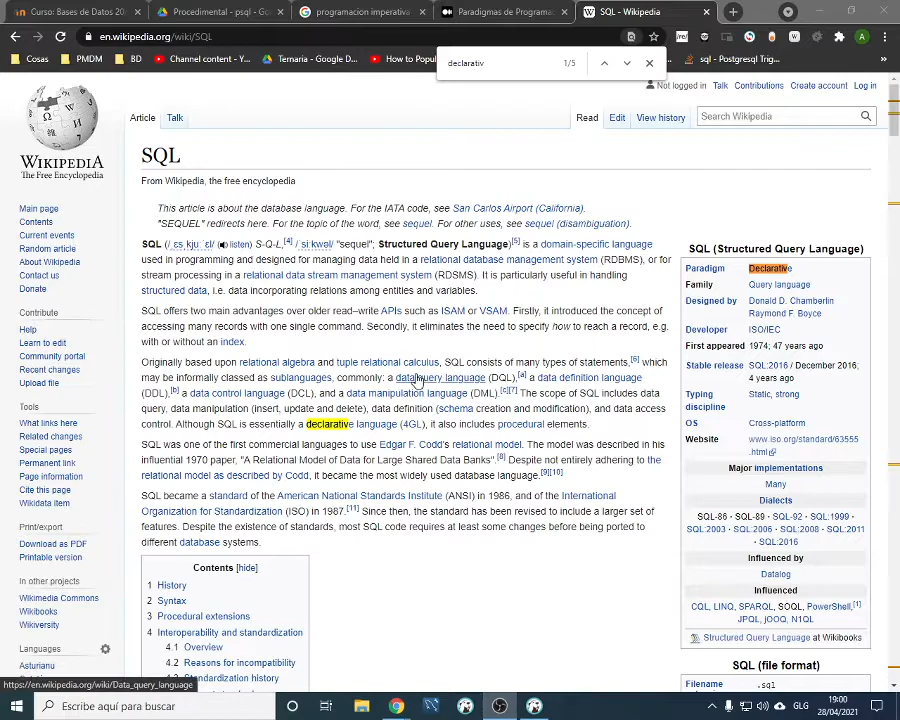 Curso: Bases de Datos 20
Procedimental - psql - Go
programacion imperativa
Paradigmas de Programa
SQL - Wikipedia
en.wikipedia.org/wiki/SQL
Cosas
PMDM
BD
Channel content - Y...
Ternaria - Google D...
How to Popul
sql - Postgresql Trig...
»
declarativ
1/5
Not logged in Talk Contributions Create account Log in
Article Talk
Read Edit View history
Search Wikipedia
WIKIPEDIA
The Free Encyclopedia
Main page
Contents
Current events
Random article
About Wikipedia
Contact us
Donate
Contribute
Help
Learn to edit
Community portal
Recent changes
Upload file
Tools
What links here
Related changes
Special pages
Permanent link
Page information
Cite this page
Wikidata item
Print/export
Download as PDF
Printable version
In other projects
Wikimedia Commons
Wikibooks
Wikiversity
Languages
Asturianu
SQL
From Wikipedia, the free encyclopedia
This article is about the database language. For the IATA code, see San Carlos Airport (California).
"SEQUEL" redirects here. For the topic of the word, see sequel. For other uses, see sequel (disambiguation).
SQL (/ˌɛsˌkjuːˈɛl/ (listen) S-Q-L,[4] /ˈsiːkwəl/ "sequel"; Structured Query Language)[5] is a domain-specific language
used in programming and designed for managing data held in a relational database management system (RDBMS), or for
stream processing in a relational data stream management system (RDSMS). It is particularly useful in handling
structured data, i.e. data incorporating relations among entities and variables.
SQL offers two main advantages over older read–write APIs such as ISAM or VSAM. Firstly, it introduced the concept of
accessing many records with one single command. Secondly, it eliminates the need to specify how to reach a record, e.g.
with or without an index.
Originally based upon relational algebra and tuple relational calculus, SQL consists of many types of statements,[6] which
may be informally classed as sublanguages, commonly: a data query language (DQL),[a] a data definition language
(DDL),[b] a data control language (DCL), and a data manipulation language (DML).[c][7] The scope of SQL includes data
query, data manipulation (insert, update and delete), data definition (schema creation and modification), and data access
control. Although SQL is essentially a declarative language (4GL), it also includes procedural elements.
SQL was one of the first commercial languages to use Edgar F. Codd's relational model. The model was described in his
influential 1970 paper, "A Relational Model of Data for Large Shared Data Banks".[8] Despite not entirely adhering to the
relational model as described by Codd, it became the most widely used database language.[9][10]
SQL became a standard of the American National Standards Institute (ANSI) in 1986, and of the International
Organization for Standardization (ISO) in 1987.[11] Since then, the standard has been revised to include a larger set of
features. Despite the existence of standards, most SQL code requires at least some changes before being ported to
different database systems.
Contents [hide]
1 History
2 Syntax
3 Procedural extensions
4 Interoperability and standardization
4.1 Overview
4.2 Reasons for incompatibility
4.3 Standardization history
SQL (Structured Query Language)
Paradigm Declarative
Family Query language
Designed by Donald D. Chamberlin
Raymond F. Boyce
Developer ISO/IEC
First appeared 1974; 47 years ago
Stable release SQL:2016 / December 2016;
4 years ago
Typing discipline Static, strong
OS Cross-platform
Website www.iso.org/standard/63555
.html
Major implementations
Many
Dialects
SQL-86 · SQL-89 · SQL-92 · SQL:1999 ·
SQL:2003 · SQL:2006 · SQL:2008 · SQL:2011
· SQL:2016
Influenced by
Datalog
Influenced
CQL, LINQ, SPARQL, SOQL, PowerShell,[1]
JPQL, jOOQ, N1QL
Structured Query Language at Wikibooks
SQL (file format)
Filename .sql
https://en.wikipedia.org/wiki/Data_query_language
Escribe aquí para buscar
GLG
19:00
28/04/2021